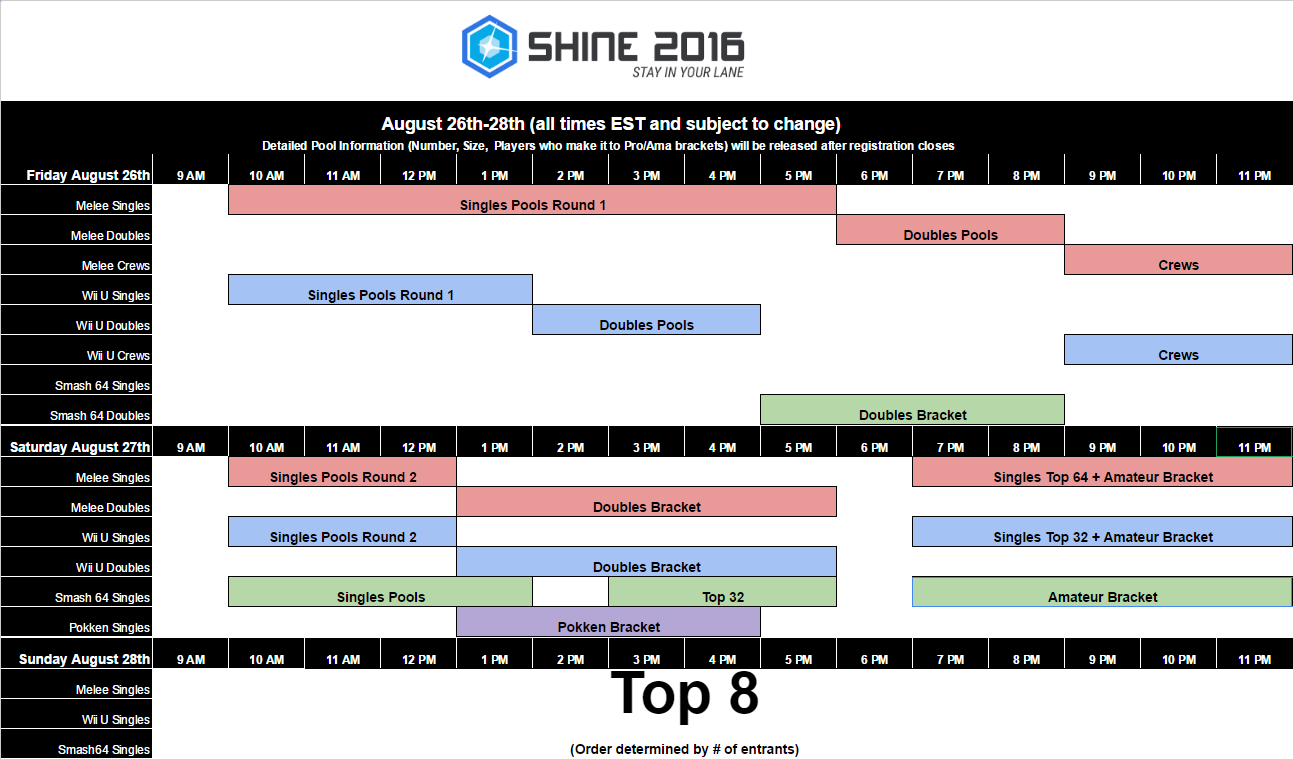 SHINE 2016
STAY IN YOUR LANE
August 26th-28th (all times EST and subject to change)
Detailed Pool Information (Number, Size, Players who make it to Pro/Ama brackets) will be released after registration closes
Friday August 26th 9 AM 10 AM 11 AM 12 PM 1 PM 2 PM 3 PM 4 PM 5 PM 6 PM 7 PM 8 PM 9 PM 10 PM 11 PM
Melee Singles Singles Pools Round 1
Melee Doubles Doubles Pools
Melee Crews Crews
Wii U Singles Singles Pools Round 1
Wii U Doubles Doubles Pools
Wii U Crews Crews
Smash 64 Singles
Smash 64 Doubles Doubles Bracket
Saturday August 27th 9 AM 10 AM 11 AM 12 PM 1 PM 2 PM 3 PM 4 PM 5 PM 6 PM 7 PM 8 PM 9 PM 10 PM 11 PM
Melee Singles Singles Pools Round 2 Singles Top 64 + Amateur Bracket
Melee Doubles Doubles Bracket
Wii U Singles Singles Pools Round 2 Singles Top 32 + Amateur Bracket
Wii U Doubles Doubles Bracket
Smash 64 Singles Singles Pools Top 32 Amateur Bracket
Pokken Singles Pokken Bracket
Sunday August 28th 9 AM 10 AM 11 AM 12 PM 1 PM 2 PM 3 PM 4 PM 5 PM 6 PM 7 PM 8 PM 9 PM 10 PM 11 PM
Melee Singles Top 8
Wii U Singles
Smash64 Singles (Order determined by # of entrants)